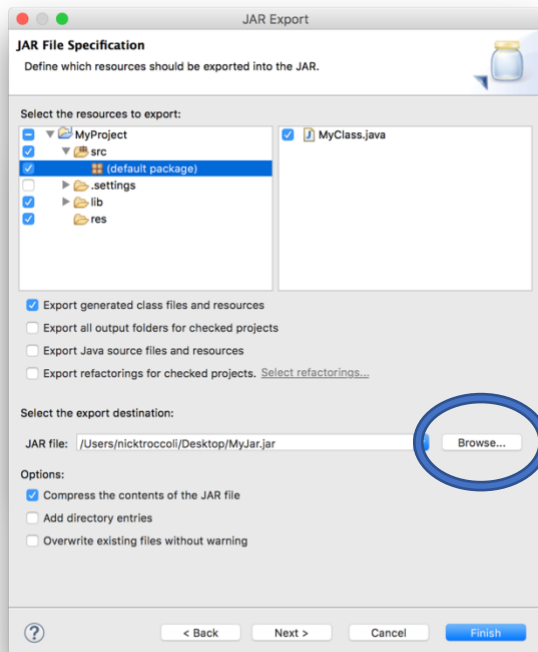 JAR Export
JAR File Specification
Define which resources should be exported into the JAR.
Select the resources to export:
MyProject
src
(default package)
.settings
lib
res
MyClass.java
Export generated class files and resources
Export all output folders for checked projects
Export Java source files and resources
Export refactorings for checked projects. Select refactorings...
Select the export destination:
JAR file: /Users/nicktroccoli/Desktop/MyJar.jar Browse...
Options:
Compress the contents of the JAR file
Add directory entries
Overwrite existing files without warning
? < Back Next > Cancel Finish